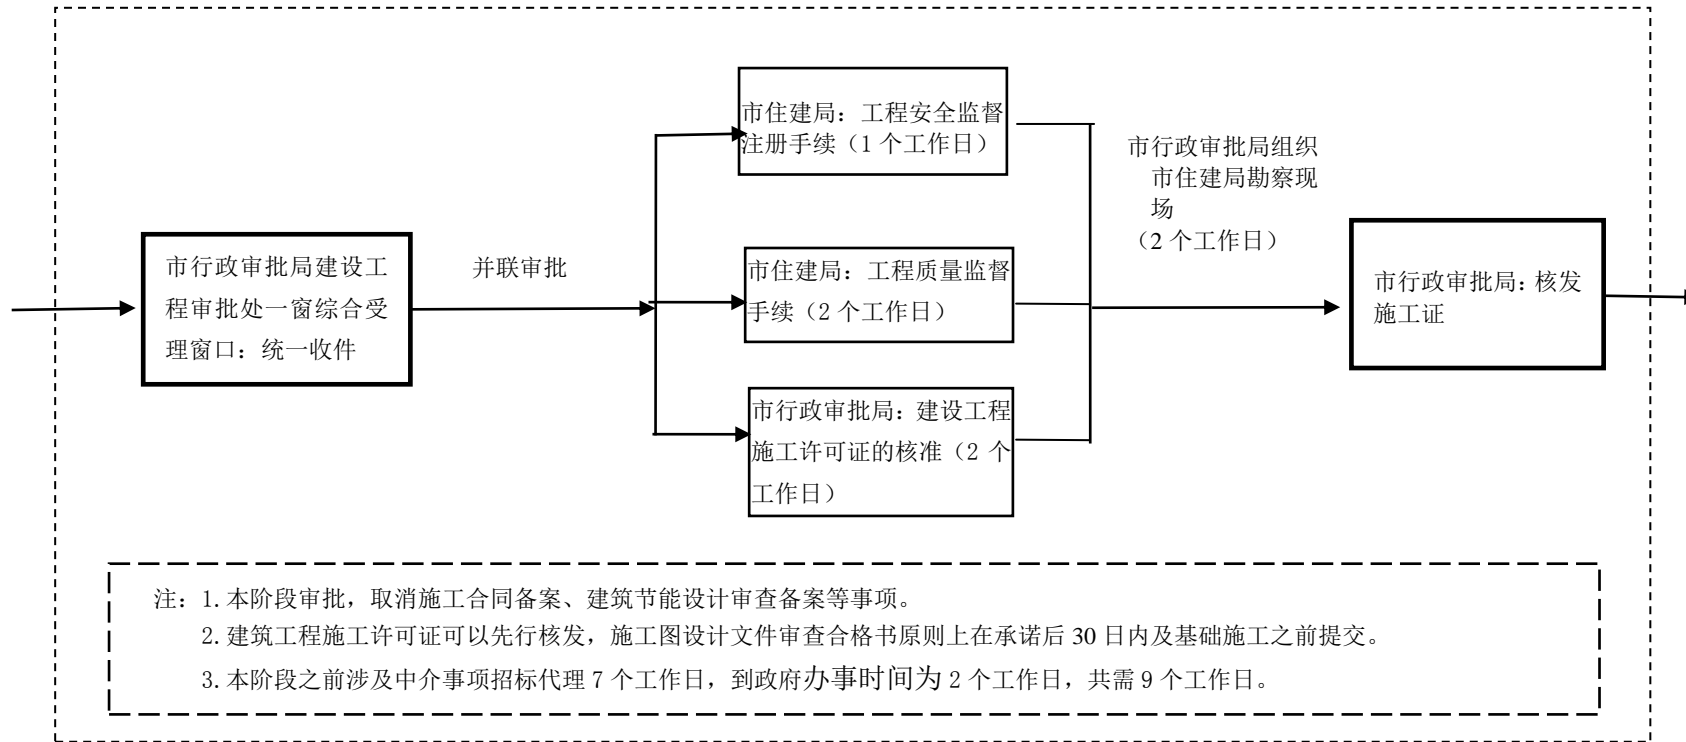 市行政审批局建设工
程审批处一窗综合受
理窗口：统一收件
并联审批
市住建局：工程安全监督
注册手续（1 个工作日）
市住建局：工程质量监督
手续（2 个工作日）
市行政审批局：建设工程
施工许可证的核准（2 个
工作日）
市行政审批局组织
市住建局勘察现
场
（2 个工作日）
市行政审批局：核发
施工证
注：1.本阶段审批，取消施工合同备案、建筑节能设计审查备案等事项。
2.建筑工程施工许可证可以先行核发，施工图设计文件审查合格书原则上在承诺后 30 日内及基础施工之前提交。
3.本阶段之前涉及中介事项招标代理 7 个工作日，到政府办事时间为 2 个工作日，共需 9 个工作日。